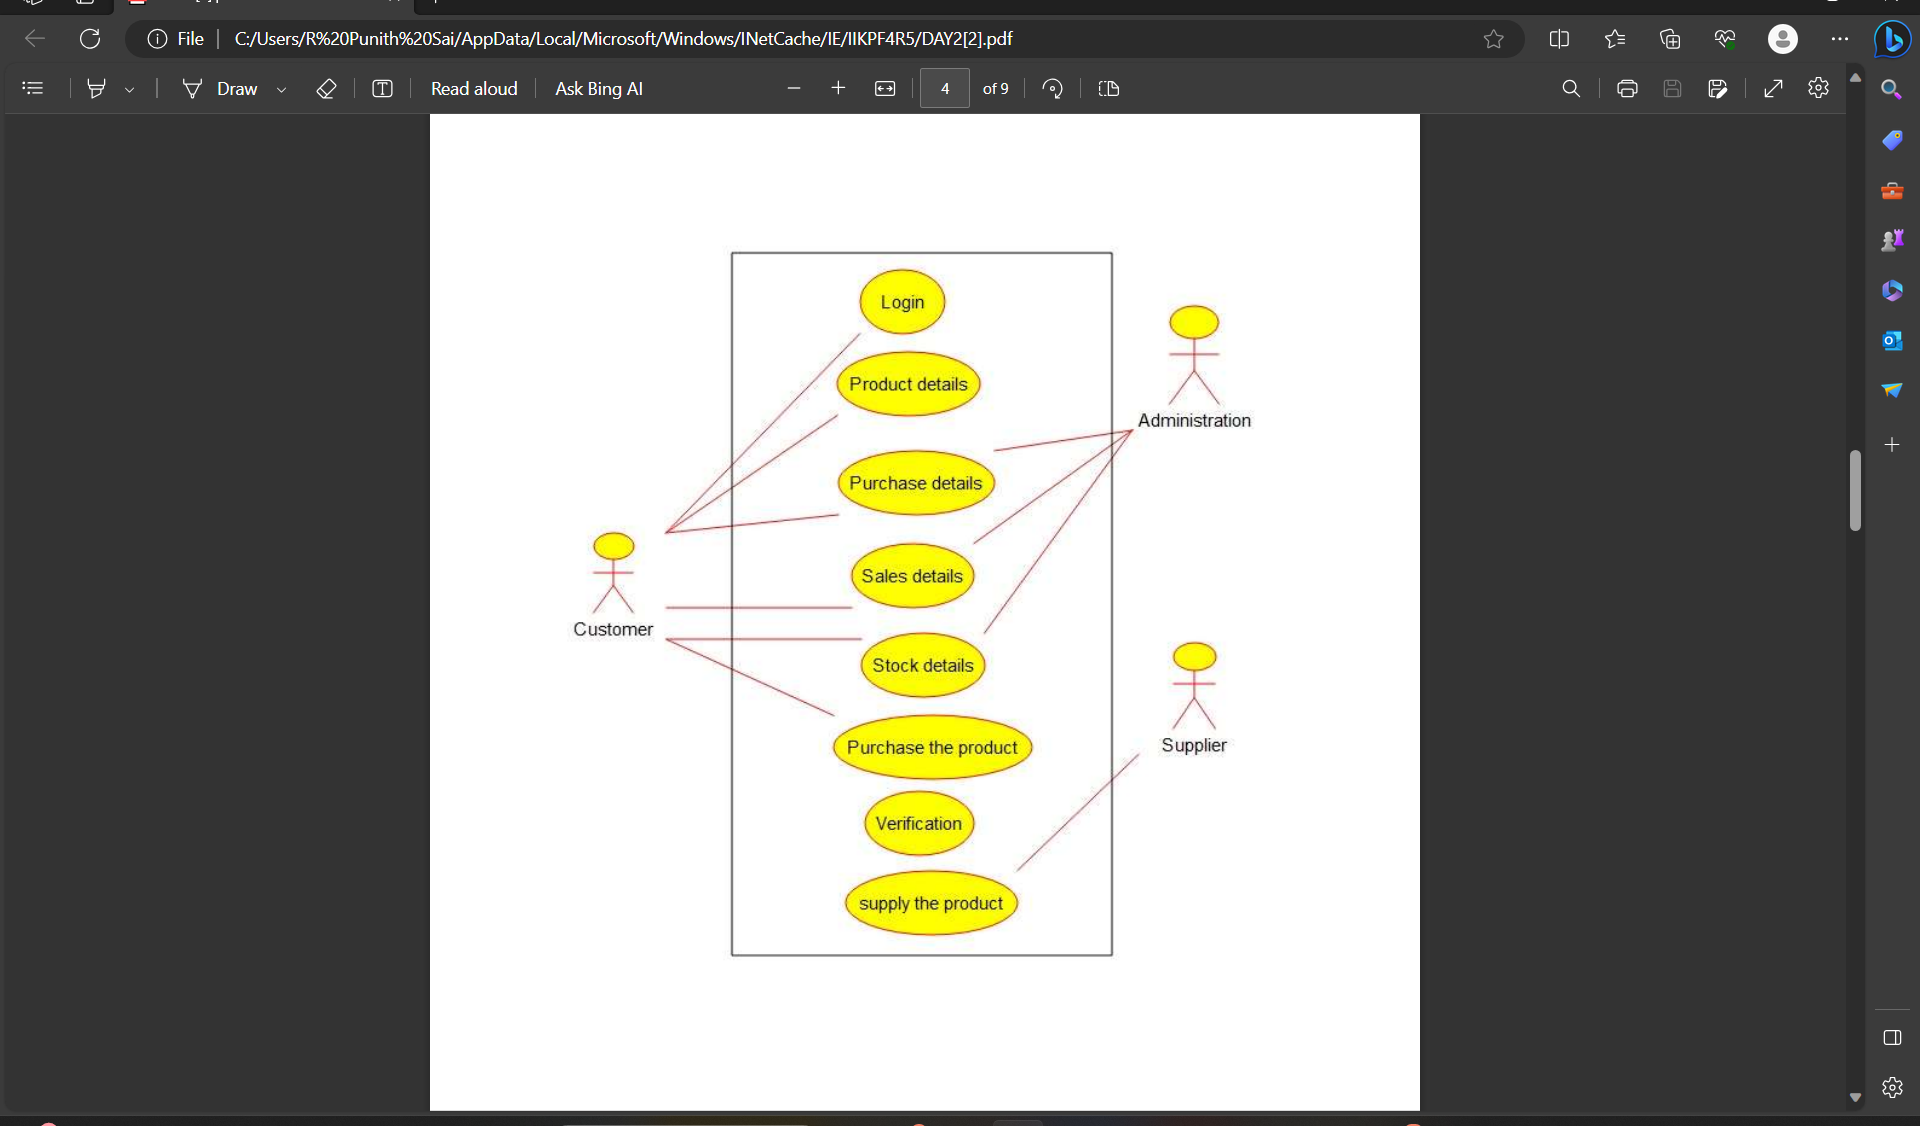 File C:/Users/R%20Punith%20Sai/AppData/Local/Microsoft/Windows/INetCache/IE/IIKPF4R5/DAY2[2].pdf
Draw Read aloud Ask Bing AI 4 of 9
Login
Product details
Administration
Purchase details
Sales details
Customer
Stock details
Supplier
Purchase the product
Verification
supply the product